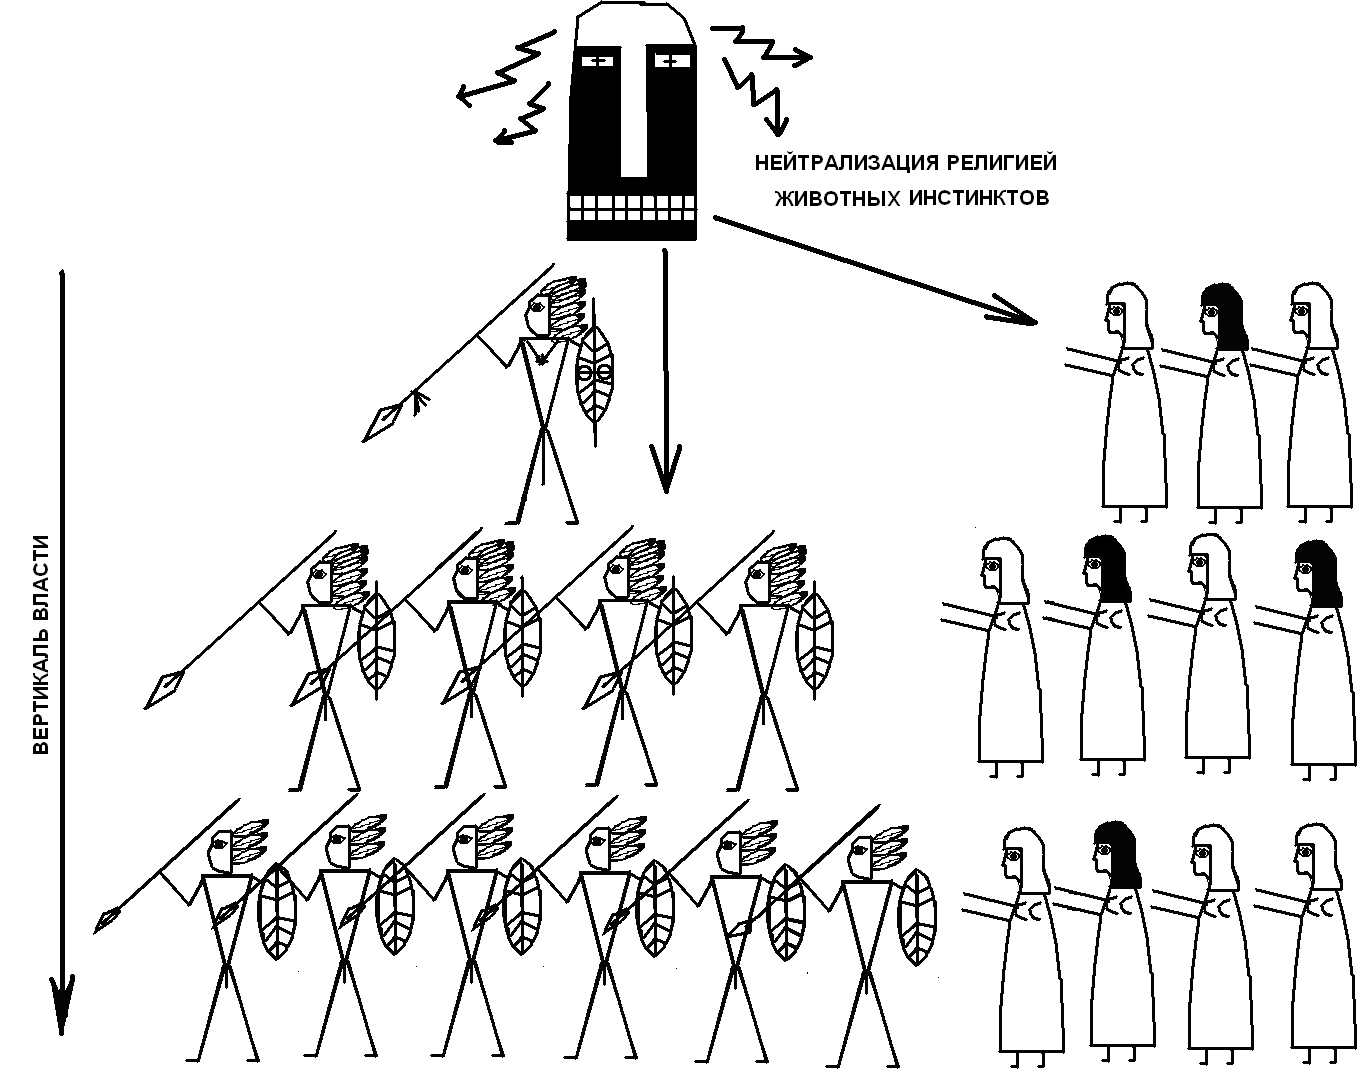 НЕЙТРАЛИЗАЦИЯ РЕЛИГИЕЙ
ЖИВОТНЫХ ИНСТИНКТОВ
ВЕРТИКАЛЬ ВЛАСТИ